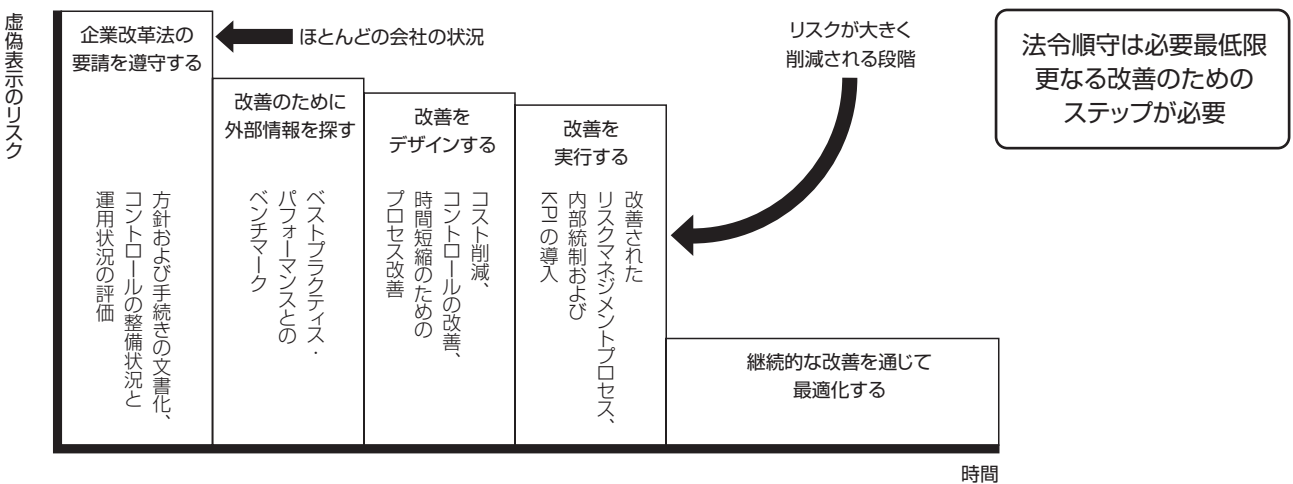 虚偽表示のリスク
企業改革法の
要請を遵守する
方針および手続きの文書化、
コントロールの整備状況と
運用状況の評価
ほとんどの会社の状況
改善のために
外部情報を探す
ベストプラクティス・
パフォーマンスとの
ベンチマーク
改善を
デザインする
コスト削減、
コントロールの改善、
時間短縮のための
プロセス改善
改善を
実行する
改善された
リスクマネジメントプロセス、
内部統制および
KPIの導入
リスクが大きく
削減される段階
継続的な改善を通じて
最適化する
時間
法令順守は必要最低限
更なる改善のための
ステップが必要